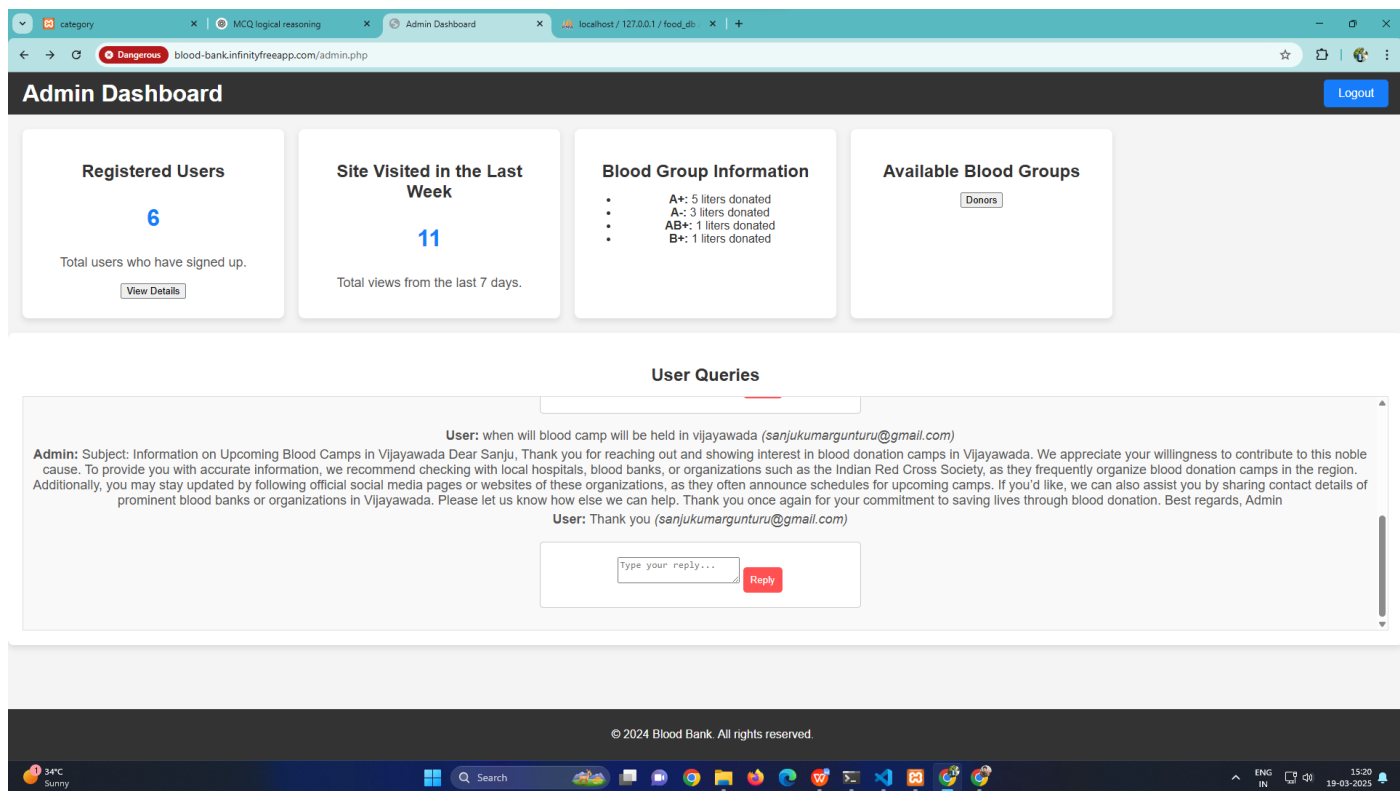 category
MCQ logical reasoning
Admin Dashboard
localhost / 127.0.0.1 / food_db
Dangerous
blood-bank.infinityfreeapp.com/admin.php
Admin Dashboard
Logout
Registered Users
6
Total users who have signed up.
View Details
Site Visited in the Last
Week
11
Total views from the last 7 days.
Blood Group Information
A+: 5 liters donated
A-: 3 liters donated
AB+: 1 liters donated
B+: 1 liters donated
Available Blood Groups
Donors
User Queries
User: when will blood camp will be held in vijayawada (sanjukumargunturu@gmail.com)
Admin: Subject: Information on Upcoming Blood Camps in Vijayawada Dear Sanju, Thank you for reaching out and showing interest in blood donation camps in Vijayawada. We appreciate your willingness to contribute to this noble
cause. To provide you with accurate information, we recommend checking with local hospitals, blood banks, or organizations such as the Indian Red Cross Society, as they frequently organize blood donation camps in the region.
Additionally, you may stay updated by following official social media pages or websites of these organizations, as they often announce schedules for upcoming camps. If you'd like, we can also assist you by sharing contact details of
prominent blood banks or organizations in Vijayawada. Please let us know how else we can help. Thank you once again for your commitment to saving lives through blood donation. Best regards, Admin
User: Thank you (sanjukumargunturu@gmail.com)
Type your reply...
Reply
© 2024 Blood Bank. All rights reserved.
1
34°C
Sunny
Search
ENG
IN
15:20
19-03-2025